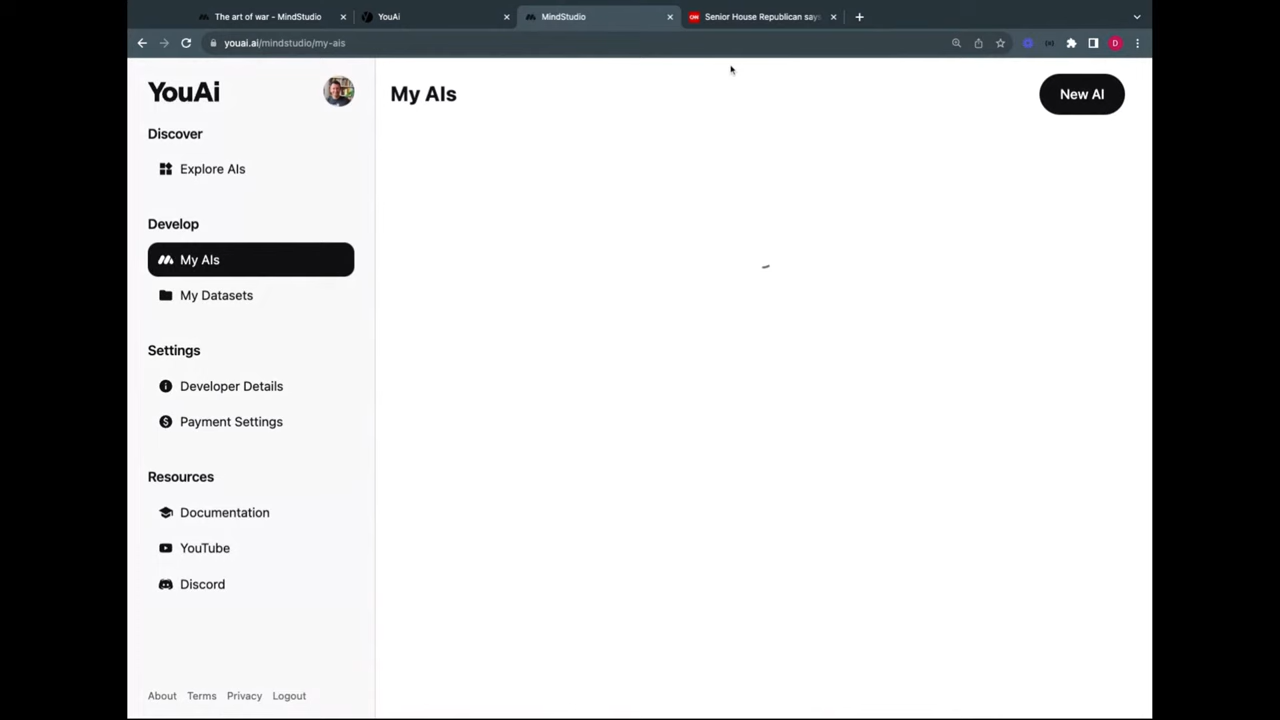 The art of war - MindStudio
YouAi
MindStudio
Senior House Republican says
youai.ai/mindstudio/my-ais
D
YouAi
My AIs
New AI
Discover
Explore AIs
Develop
My AIs
My Datasets
Settings
Developer Details
Payment Settings
Resources
Documentation
YouTube
Discord
About Terms Privacy Logout